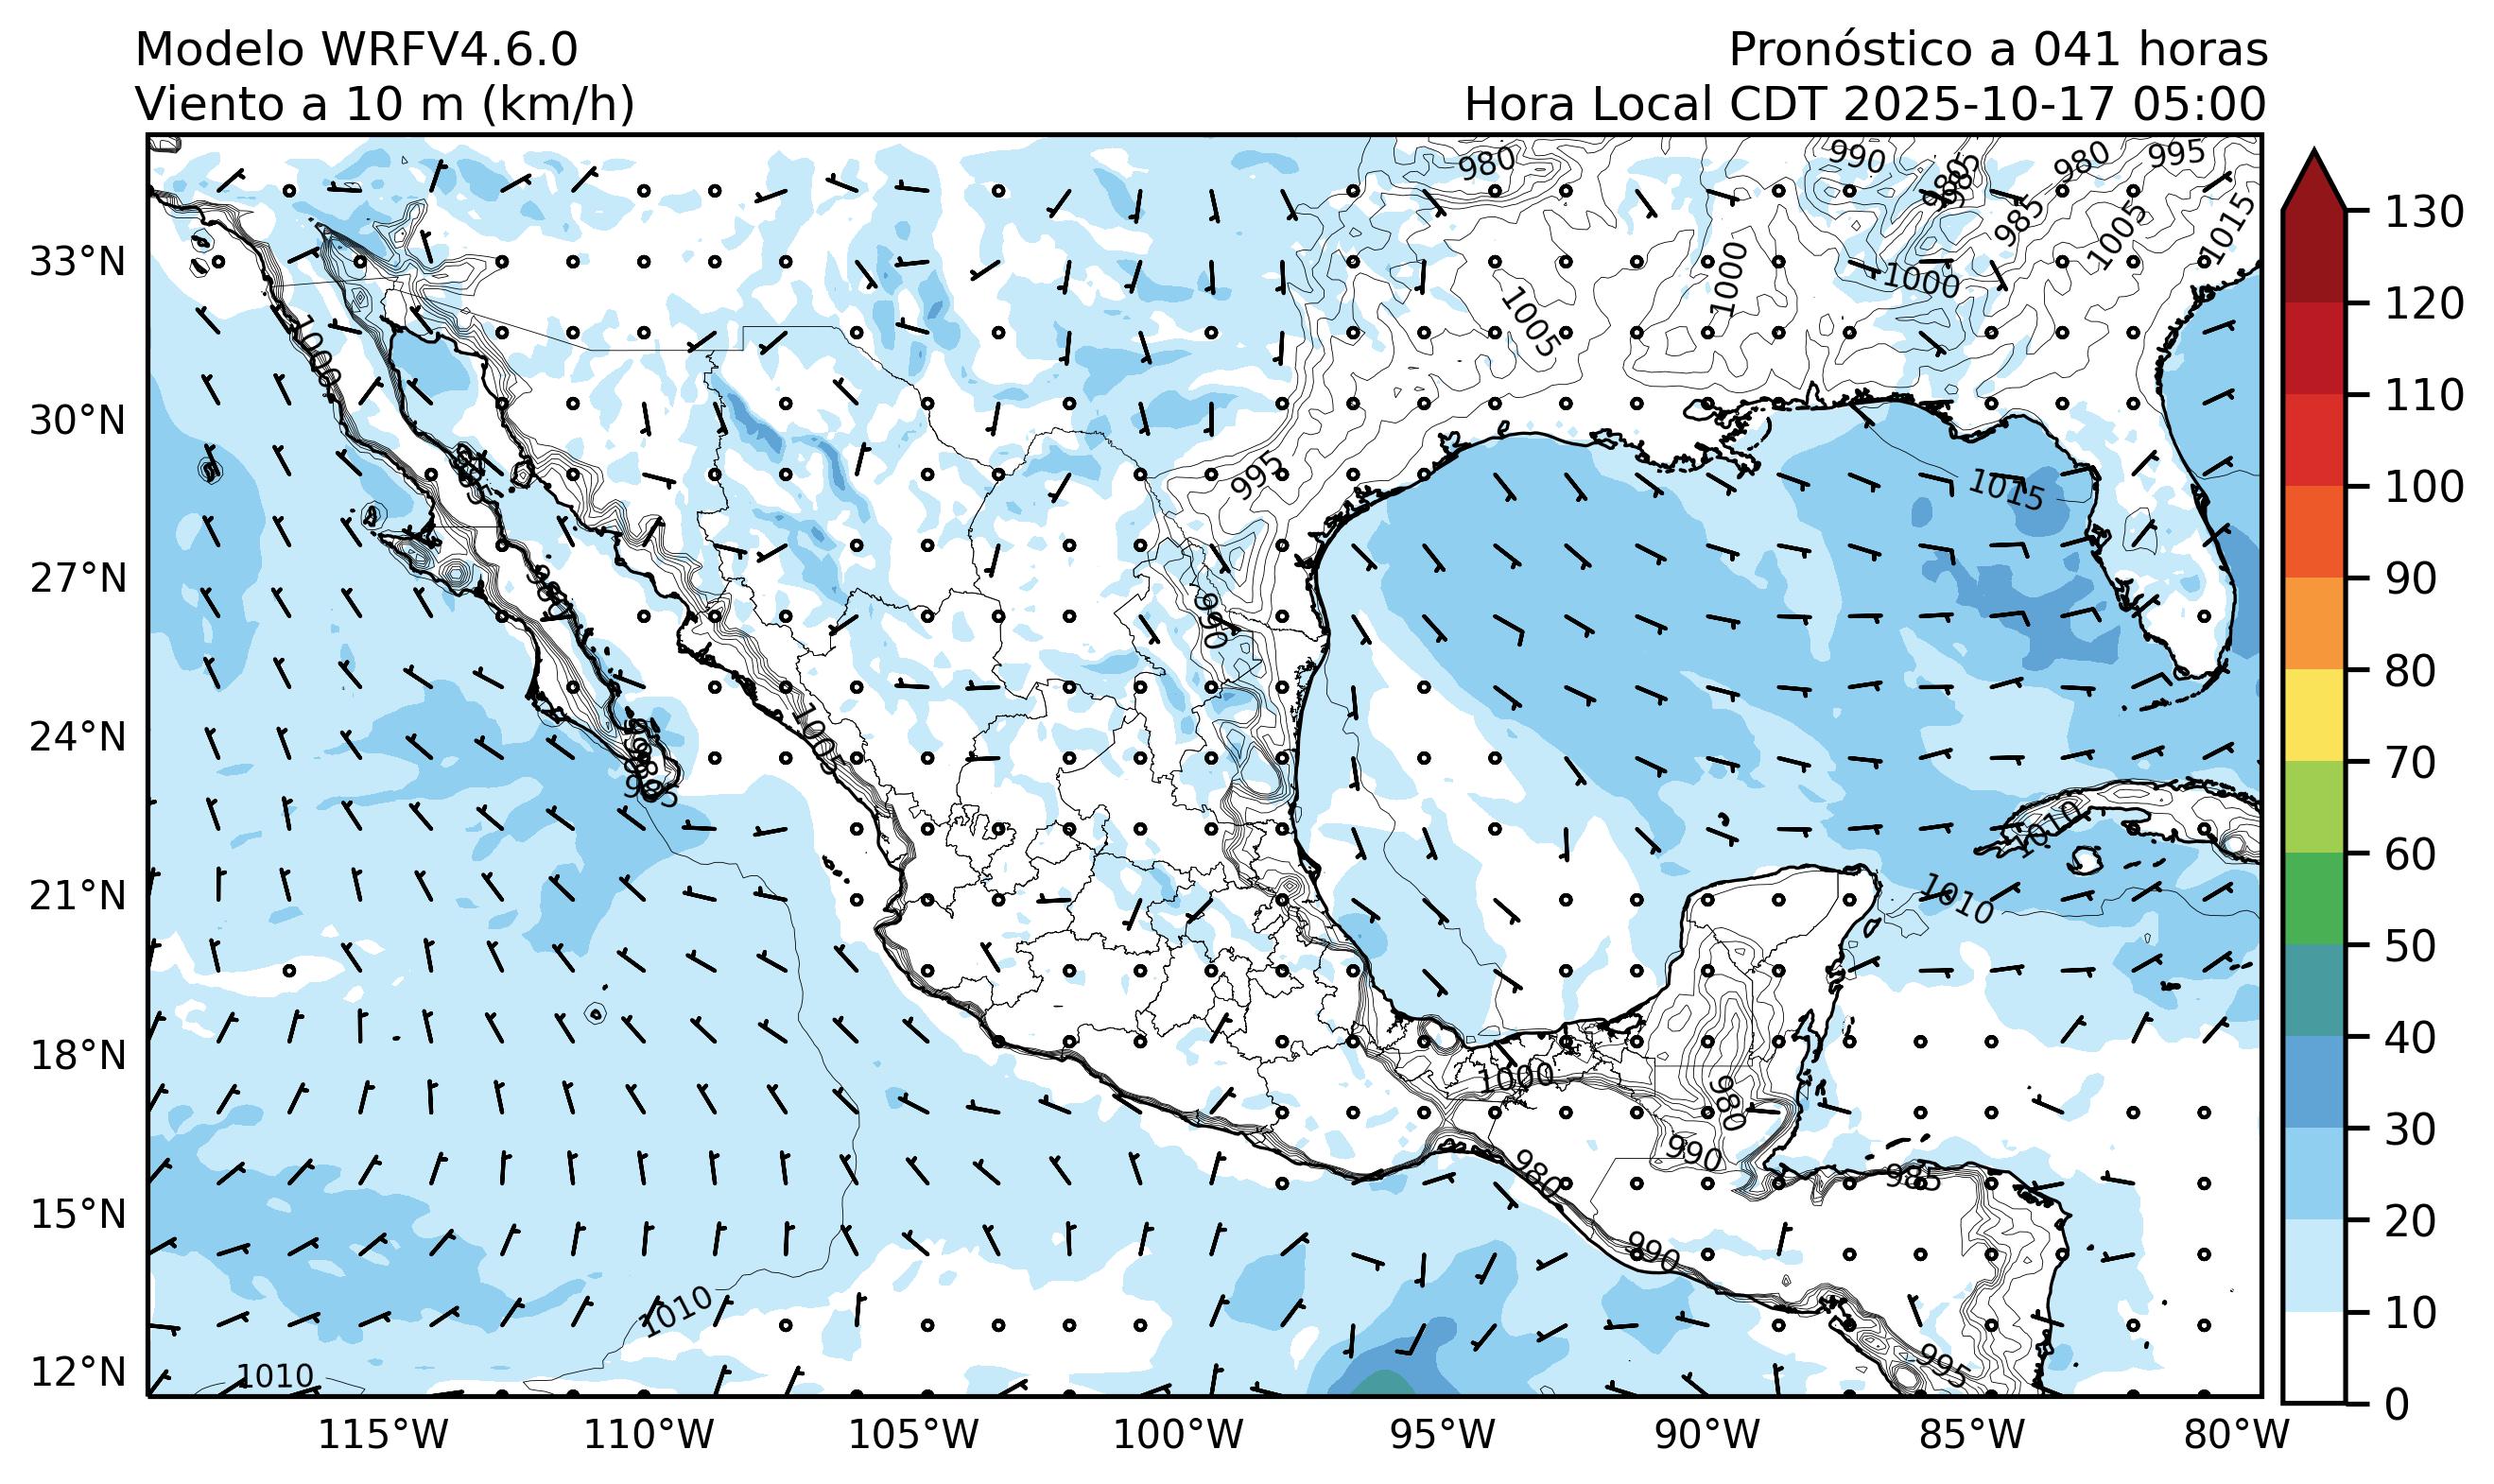 Modelo WRFV4.6.0
Viento a 10 m (km/h)
Pronóstico a 041 horas
Hora Local CDT 2025-10-17 05:00
33°N
30°N
27°N
24°N
21°N
18°N
15°N
12°N
115°W
110°W
105°W
100°W
95°W
90°W
85°W
80°W
130
120
110
100
90
80
70
60
50
40
30
20
10
0
980
990
985
980
995
985
1005
1015
1000
1000
1005
1000
995
1015
990
1005
985
1010
1010
1000
980
990
980
985
990
1010
1010
995